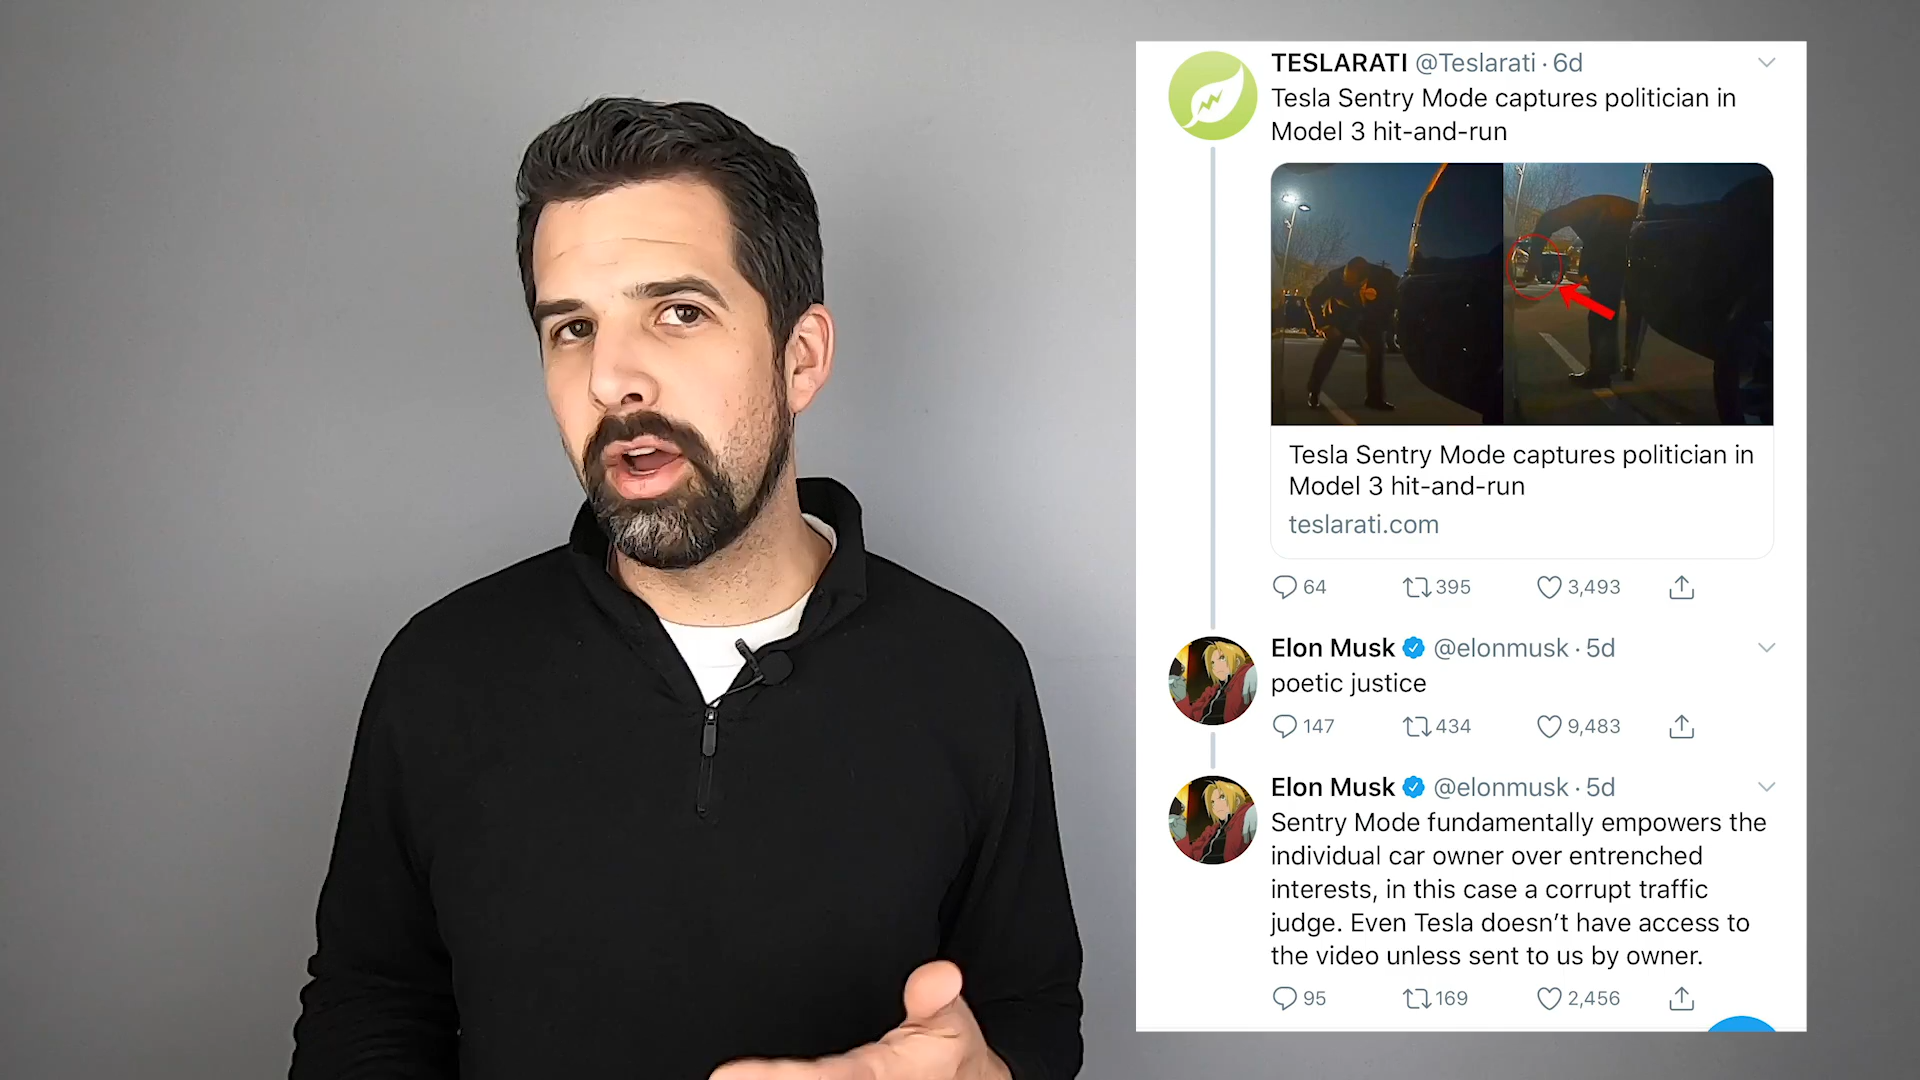 TESLARATI @Teslarati · 6d
Tesla Sentry Mode captures politician in
Model 3 hit-and-run
Tesla Sentry Mode captures politician in
Model 3 hit-and-run
teslarati.com
64 395 3,493
Elon Musk @elonmusk · 5d
poetic justice
147 434 9,483
Elon Musk @elonmusk · 5d
Sentry Mode fundamentally empowers the
individual car owner over entrenched
interests, in this case a corrupt traffic
judge. Even Tesla doesn’t have access to
the video unless sent to us by owner.
95 169 2,456